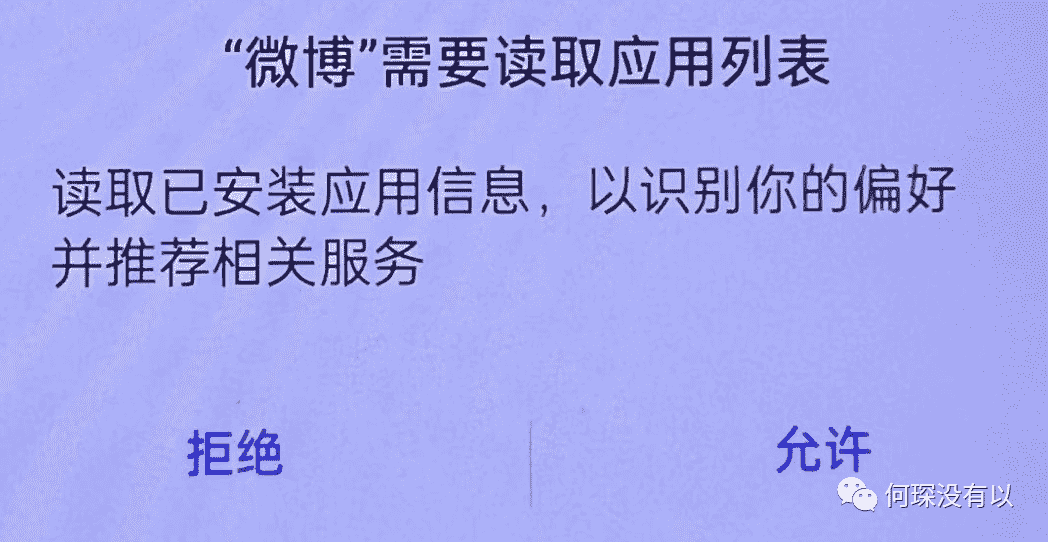 “微博”需要读取应用列表
读取已安装应用信息，以识别你的偏好
并推荐相关服务
拒绝
允许
何琛没有以